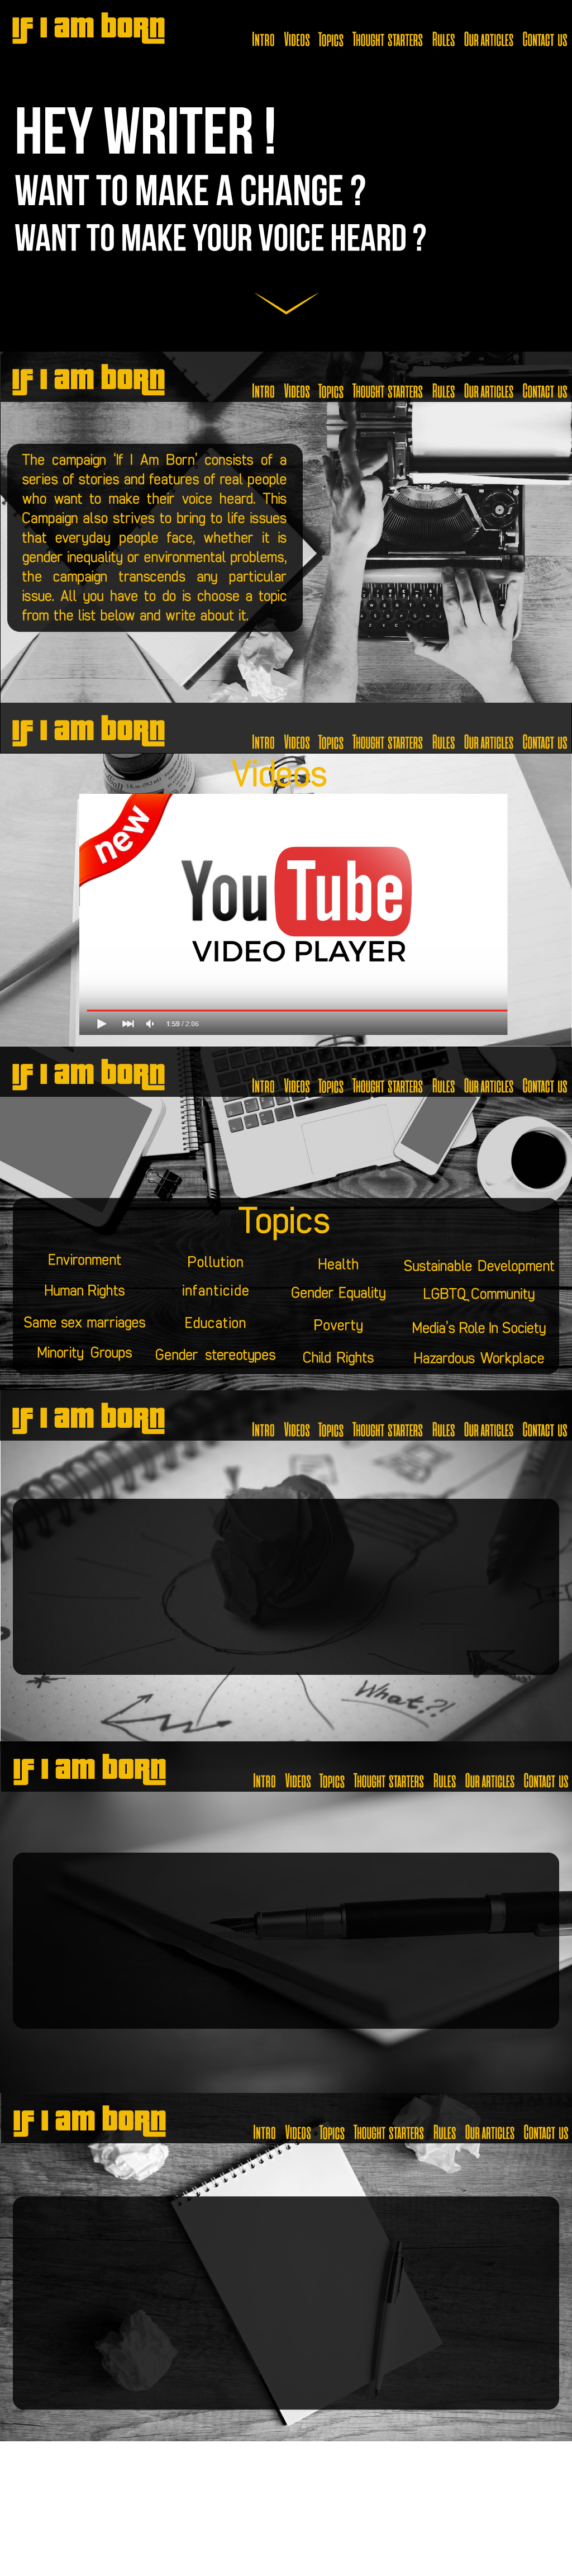 IF I am BORN
Intro Videos Topics Thought starters Rules Our articles Contact us
HEY WRITER !
WANT TO MAKE A CHANGE ?
WANT TO MAKE YOUR VOICE HEARD ?
IF I am BORN
Intro Videos Topics Thought starters Rules Our articles Contact us
The campaign ‘If I Am Born’ consists of a
series of stories and features of real people
who want to make their voice heard. This
Campaign also strives to bring to life issues
that everyday people face, whether it is
gender inequality or environmental problems,
the campaign transcends any particular
issue. All you have to do is choose a topic
from the list below and write about it.
IF I am BORN
Intro Videos Topics Thought starters Rules Our articles Contact us
Videos
new
YouTube
VIDEO PLAYER
1:59 / 2:06
IF I am BORN
Intro Videos Topics Thought starters Rules Our articles Contact us
Topics
Environment Pollution Health Sustainable Development
Human Rights infanticide Gender Equality LGBTQ Community
Same sex marriages Education Poverty Media's Role In Society
Minority Groups Gender stereotypes Child Rights Hazardous Workplace
IF I am BORN
Intro Videos Topics Thought starters Rules Our articles Contact us
What?!
IF I am BORN
Intro Videos Topics Thought starters Rules Our articles Contact us
IF I am BORN
Intro Videos Topics Thought starters Rules Our articles Contact us